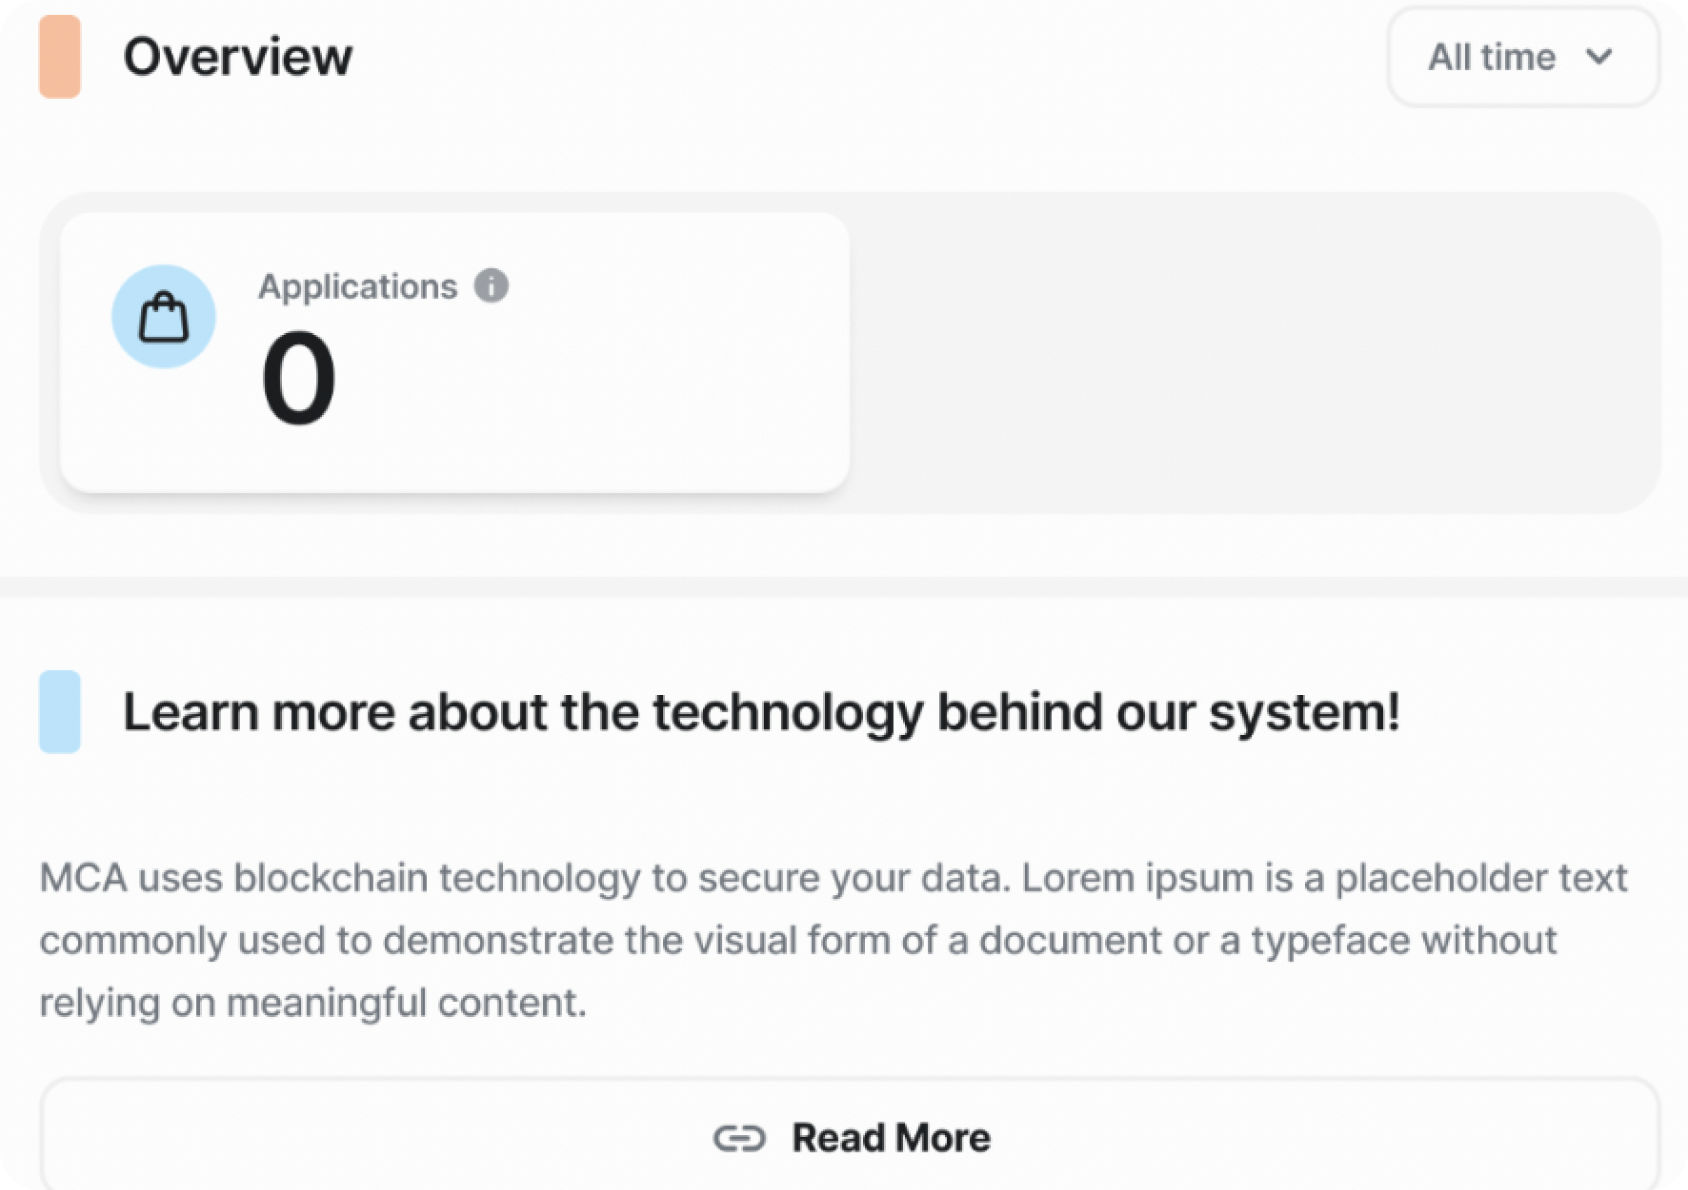 Overview
All time
Applications
0
Learn more about the technology behind our system!
MCA uses blockchain technology to secure your data. Lorem ipsum is a placeholder text
commonly used to demonstrate the visual form of a document or a typeface without
relying on meaningful content.
Read More